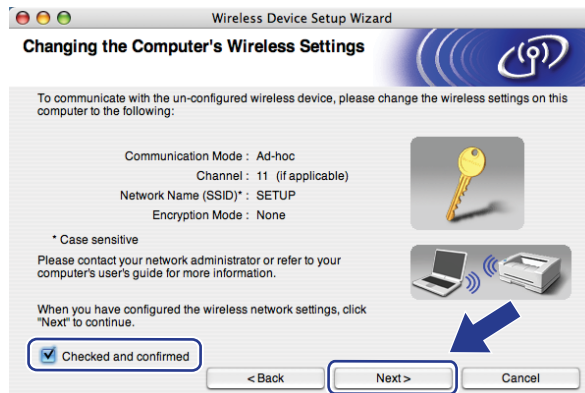 Wireless Device Setup Wizard
Changing the Computer's Wireless Settings
To communicate with the un-configured wireless device, please change the wireless settings on this
computer to the following:
Communication Mode : Ad-hoc
Channel : 11 (if applicable)
Network Name (SSID)* : SETUP
Encryption Mode : None
* Case sensitive
Please contact your network administrator or refer to your
computer's user's guide for more information.
When you have configured the wireless network settings, click
"Next" to continue.
Checked and confirmed
< Back
Next >
Cancel